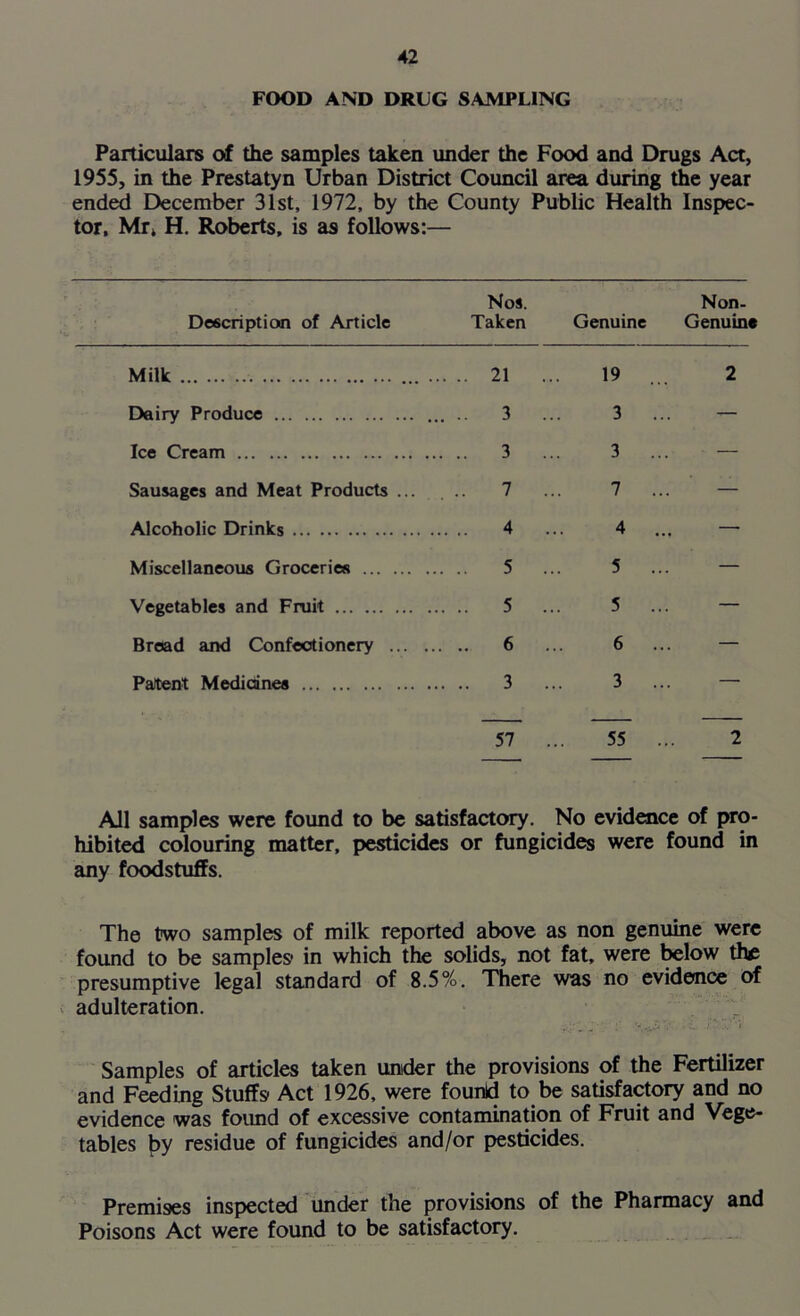 42
FOOD AND DRUG SAMPLING
Particulars of the samples taken under the Food and Drugs Act,
1955, in the Prestatyn Urban District Council area during the year
ended December 31st, 1972, by the County Public Health Inspec-
tor, Mr. H. Roberts, is as follows:—
Description of Article Nos. Taken Genuine Non-Genuine
Milk ... 21 ... 19 ... 2
Dairy Produce ... 3 ... 3 ... —
Ice Cream ... 3 ... 3 ... —
Sausages and Meat Products ... 7 ... 7 ... —
Alcoholic Drinks ... 4 ... 4 ... —
Miscellaneous Groceries ... 5 ... 5 ... —
Vegetables and Fruit ... 5 ... 5 ... —
Bread and Confectionery ... 6 ... 6 ... —
Patent Medicines ... 3 ... 3 ... —
57 ... 55 ... 2
All samples were found to be satisfactory. No evidence of pro-
hibited colouring matter, pesticides or fungicides were found in
any foodstuffs.
The two samples of milk reported above as non genuine were
found to be samples in which the solids, not fat, were below the
presumptive legal standard of 8.5%. There was no evidence of
adulteration.
Samples of articles taken under the provisions of the Fertilizer
and Feeding Stuffs Act 1926, were found to be satisfactory and no
evidence was found of excessive contamination of Fruit and Vege-
tables by residue of fungicides and/or pesticides.
Premises inspected under the provisions of the Pharmacy and
Poisons Act were found to be satisfactory.